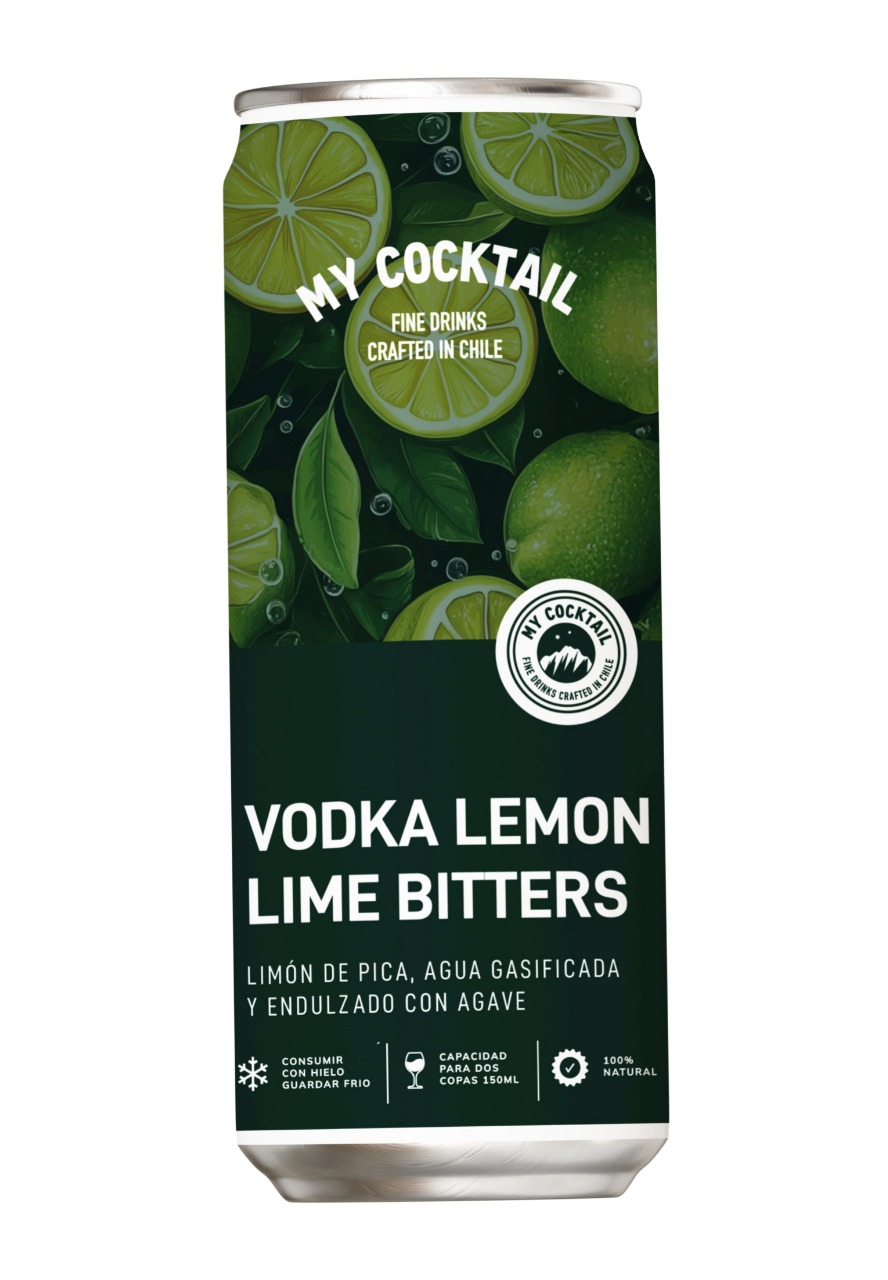 MY COCKTAIL
FINE DRINKS
CRAFTED IN CHILE
MY COCKTAIL
FINE DRINKS CRAFTED IN CHILE
VODKA LEMON
LIME BITTERS
LIMÓN DE PICA, AGUA GASIFICADA
Y ENDULZADO CON AGAVE
CONSUMIR
CON HIELO
GUARDAR FRIO
CAPACIDAD
PARA DOS
COPAS 150ML
100%
NATURAL